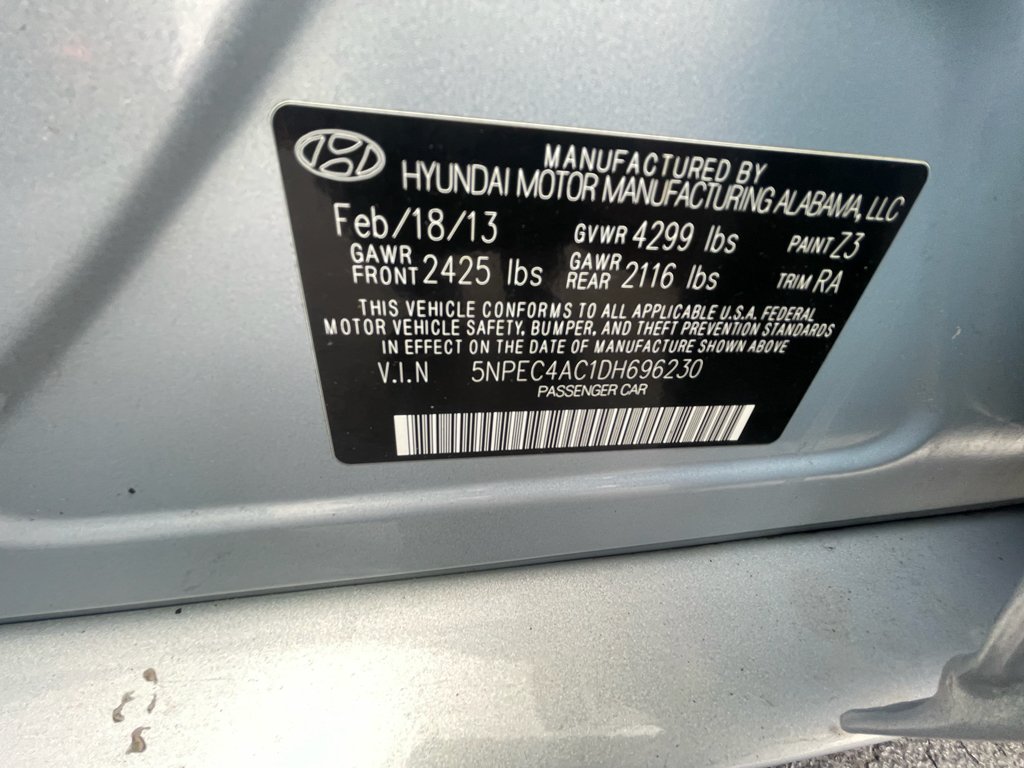 MANUFACTURED BY
HYUNDAI MOTOR MANUFACTURING ALABAMA, LLC
Feb/18/13 GVWR 4299 lbs PAINT Z3
GAWR FRONT 2425 lbs GAWR REAR 2116 lbs TRIM RA
THIS VEHICLE CONFORMS TO ALL APPLICABLE U.S.A. FEDERAL
MOTOR VEHICLE SAFETY, BUMPER, AND THEFT PREVENTION STANDARDS
IN EFFECT ON THE DATE OF MANUFACTURE SHOWN ABOVE
V.I.N 5NPEC4AC1DH696230
PASSENGER CAR